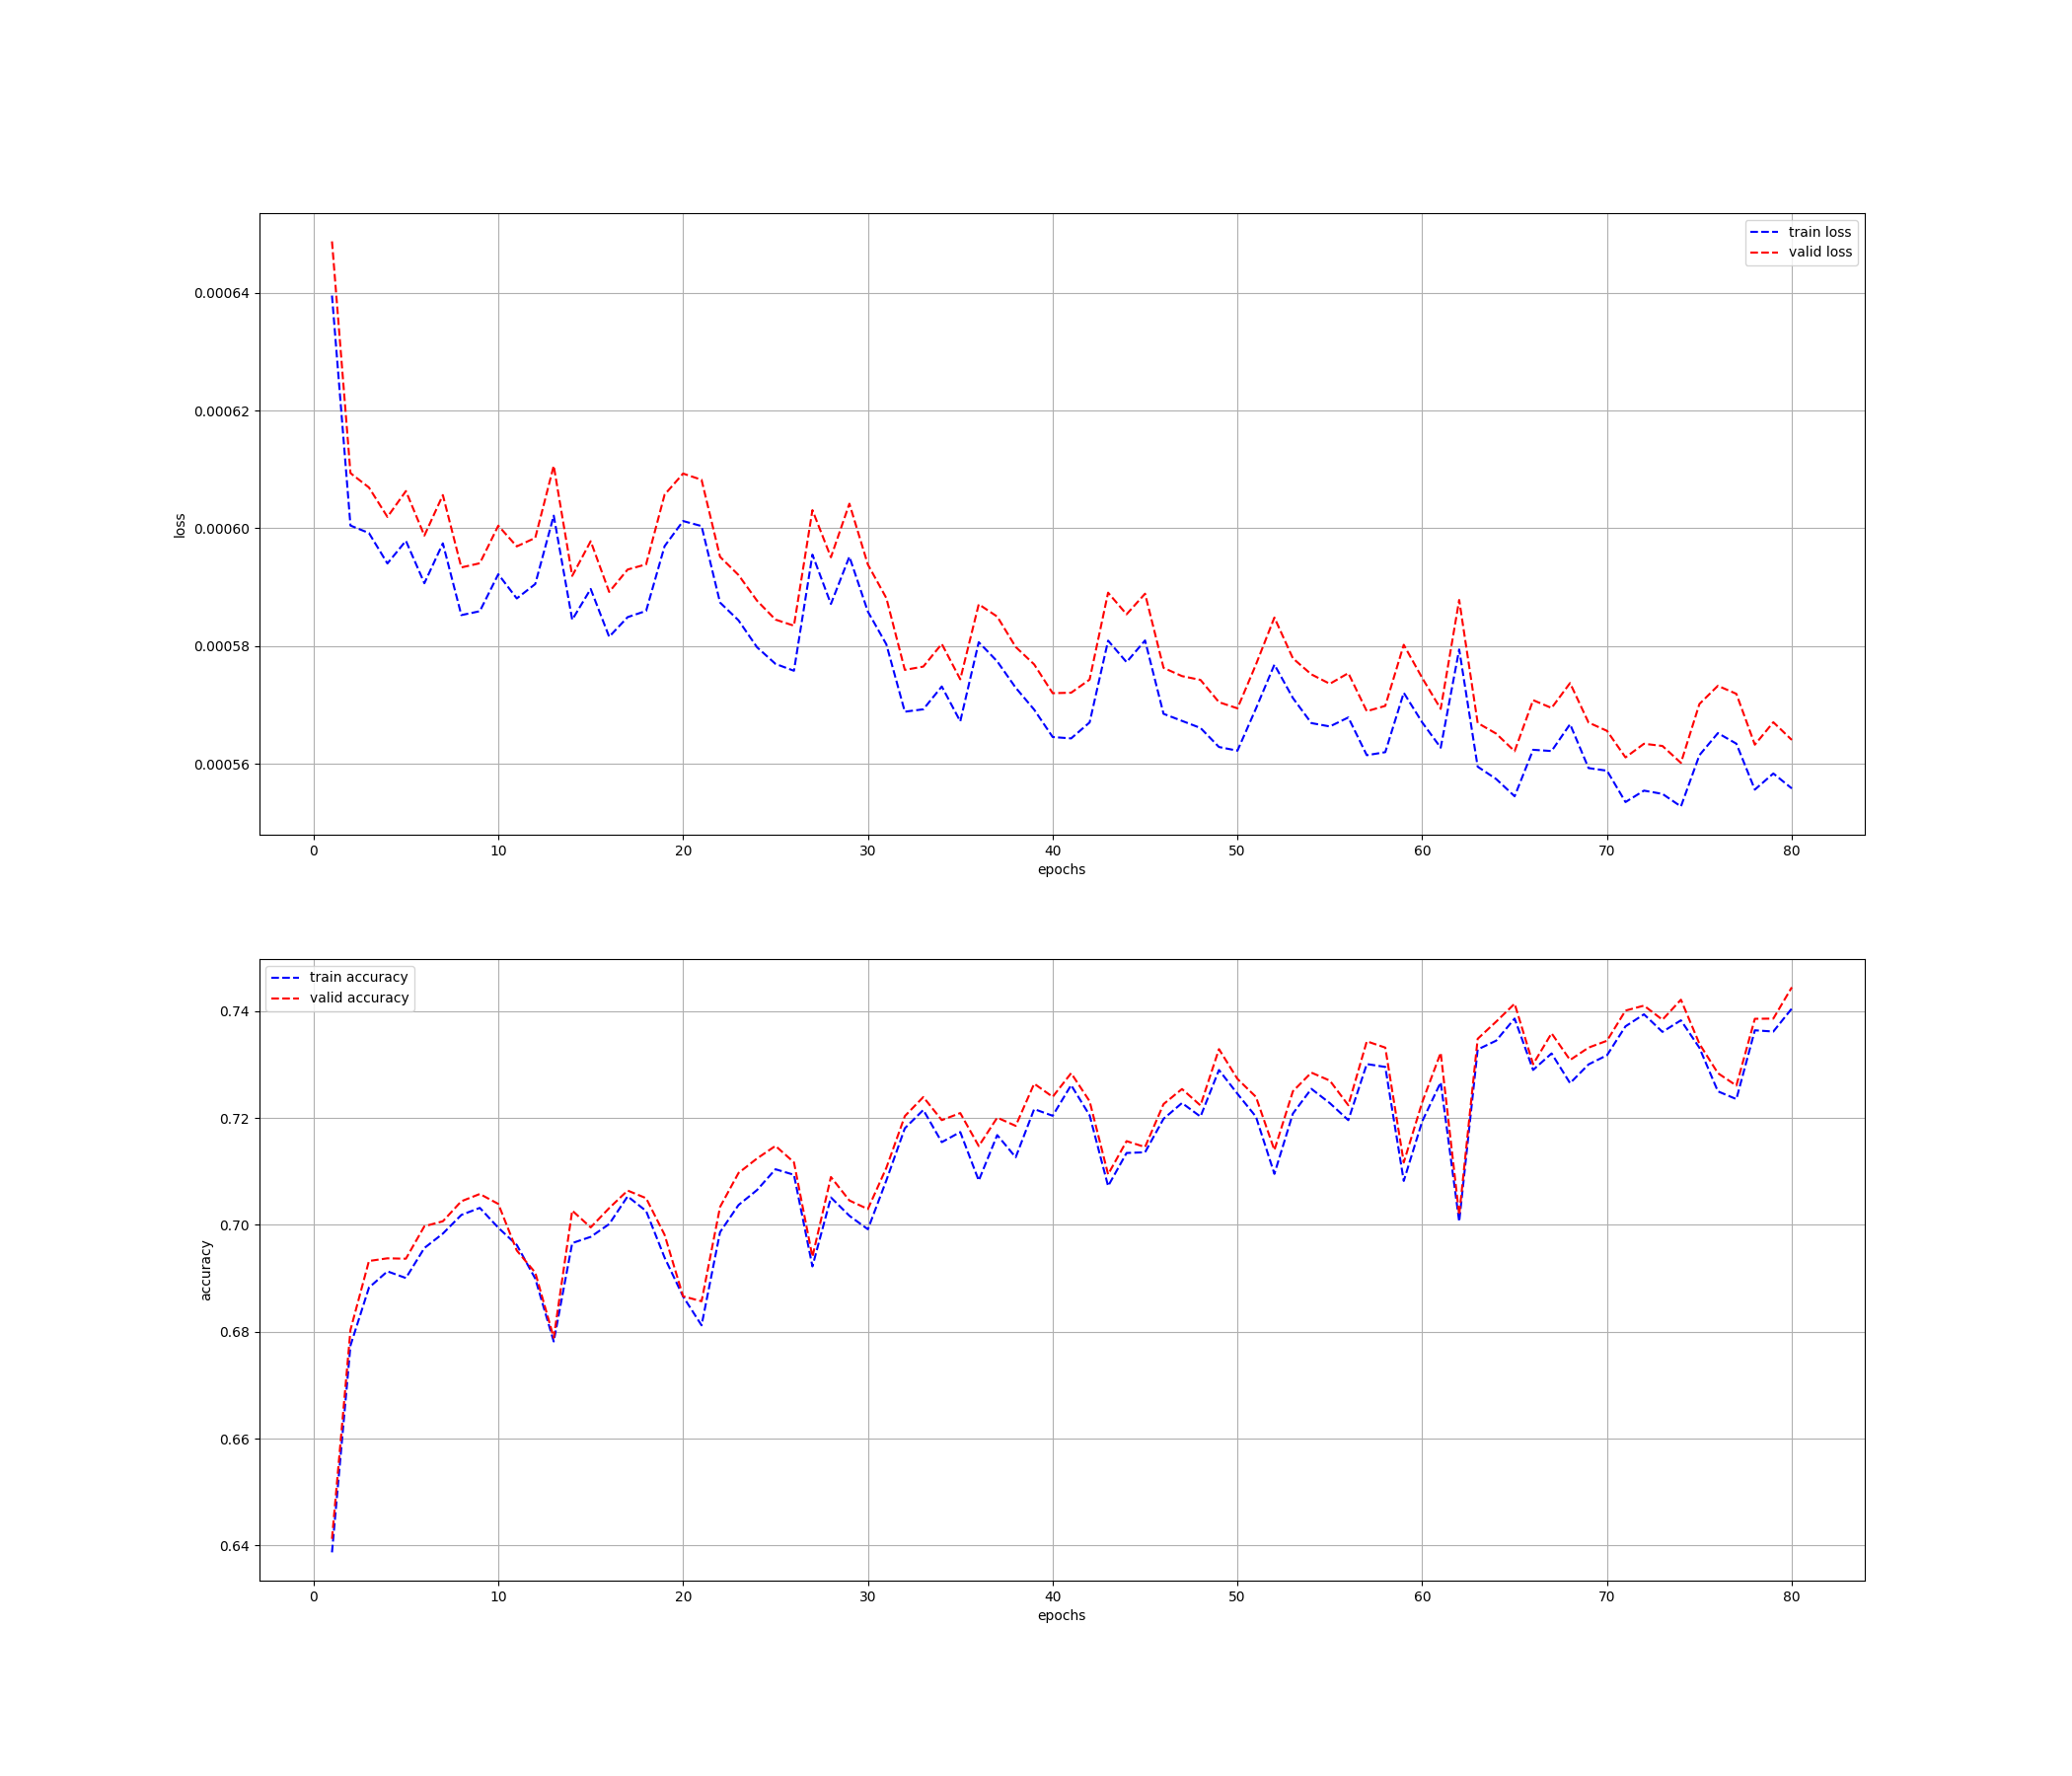 train loss
valid loss
0.00064
0.00062
0.00060
0.00058
0.00056
loss
0 10 20 30 40 50 60 70 80
epochs
train accuracy
valid accuracy
0.74
0.72
0.70
0.68
0.66
0.64
accuracy
0 10 20 30 40 50 60 70 80
epochs